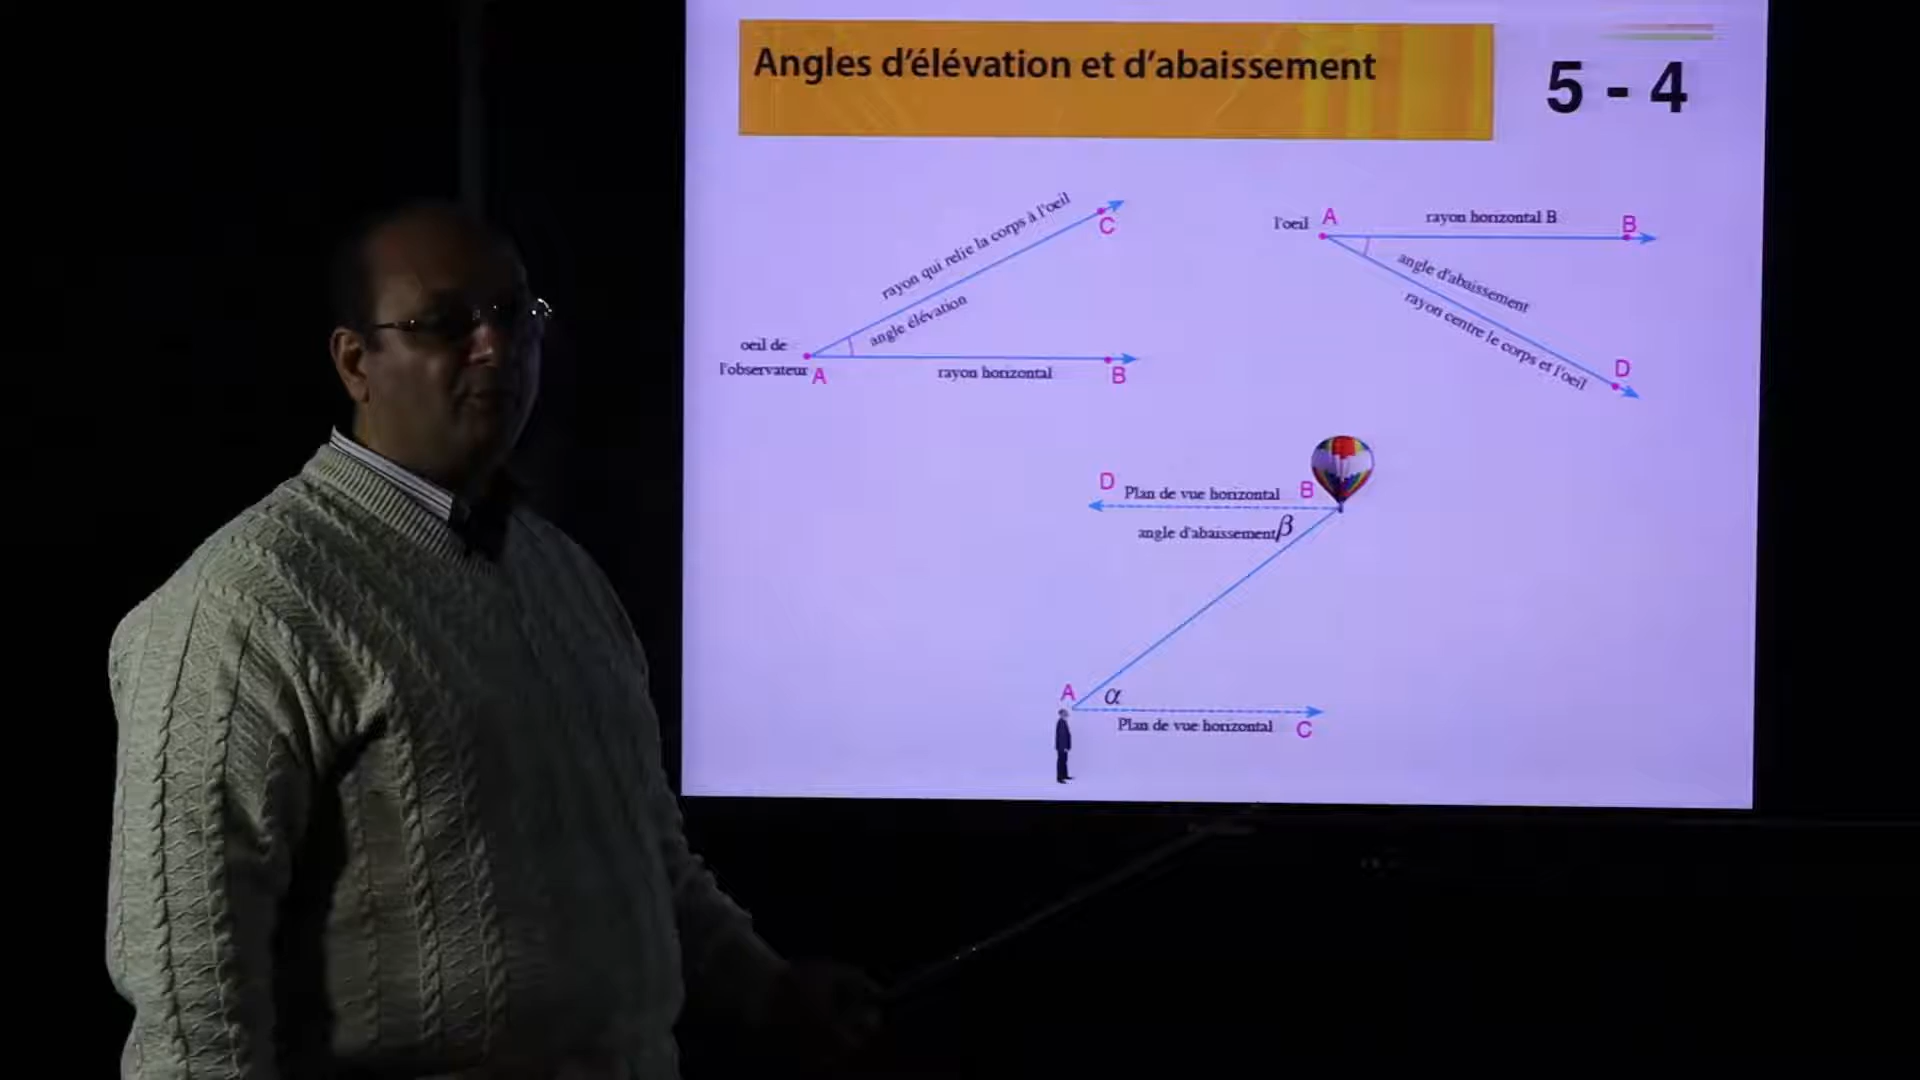 Angles d'élévation et d'abaissement
5 - 4
rayon qui relie la corps à l'oeil
C
angle élévation
oeil de
l'observateur A
rayon horizontal
B
l'oeil A
rayon horizontal B
B
angle d'abaissement
rayon centre le corps et l'oeil
D
D
Plan de vue horizontal
B
angle d'abaissement β
A
α
Plan de vue horizontal
C